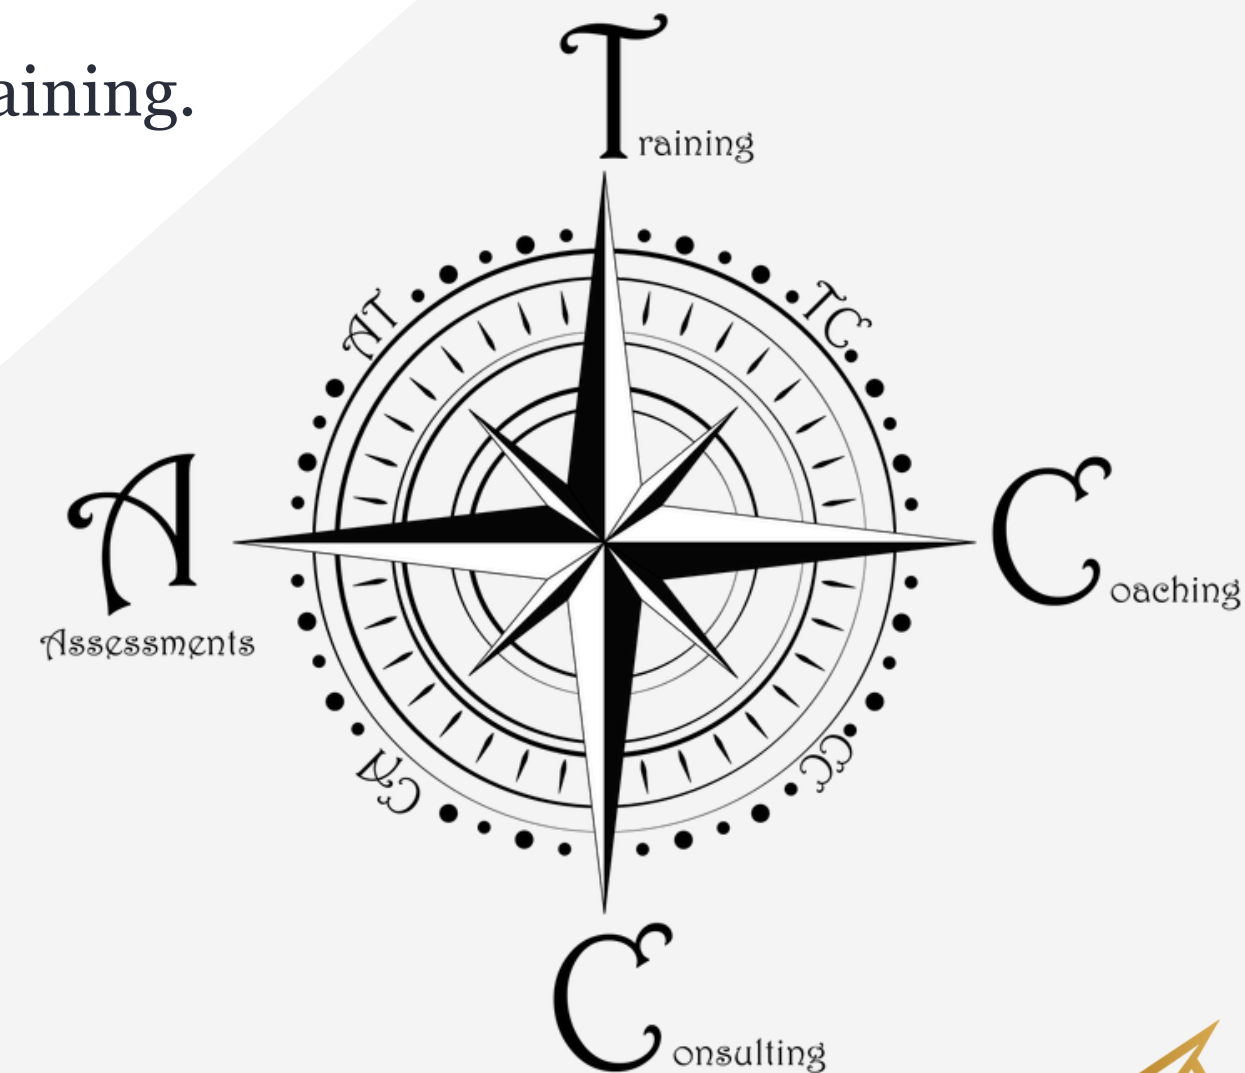 aining.
Training
AT
TC
A
Assessments
Coaching
CA
CC
Consulting